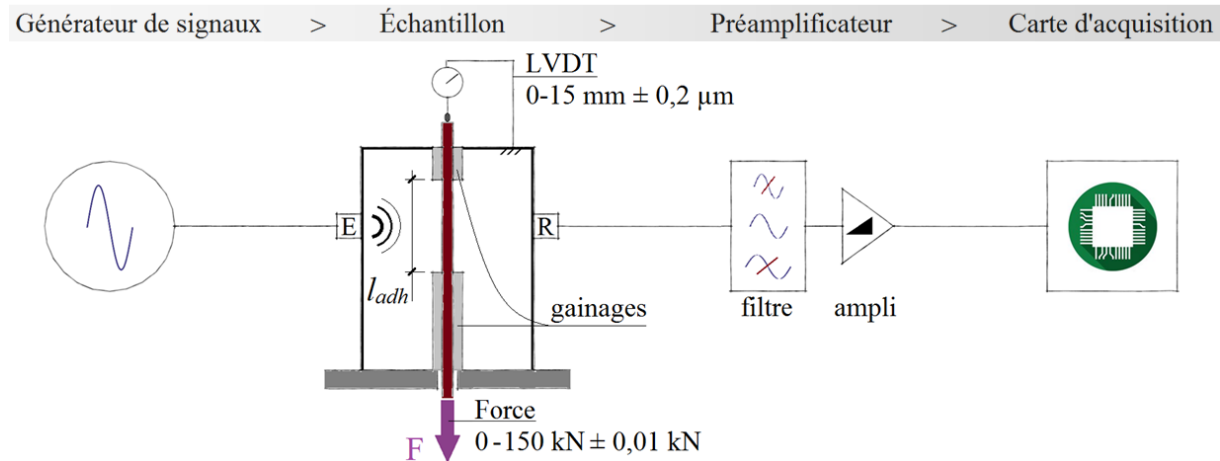 Générateur de signaux > Échantillon > Préamplificateur > Carte d'acquisition
LVDT
0-15 mm ± 0,2 µm
E
R
l_adh
gainages
filtre
ampli
Force
0-150 kN ± 0,01 kN
F